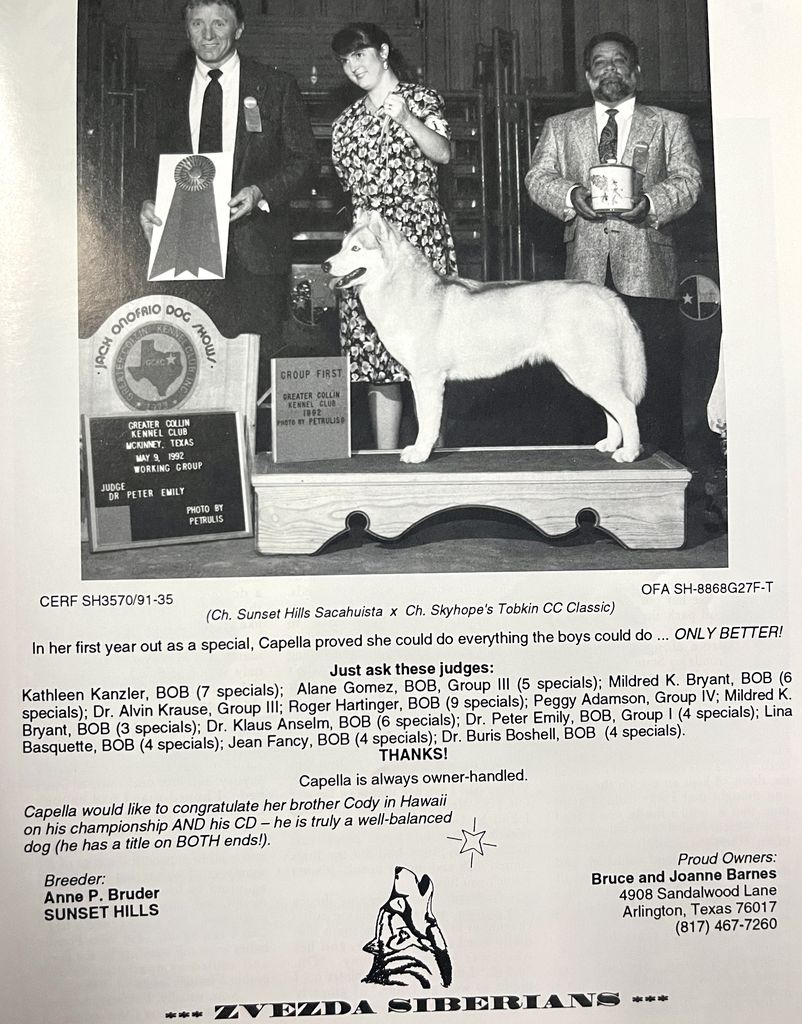 JACK ONOFRIO DOG SHOWS
GREATER COLLIN KENNEL CLUB, INC.
GCKC
GREATER COLLIN
KENNEL CLUB
MCKINNEY, TEXAS
MAY 9, 1992
WORKING GROUP
JUDGE
DR PETER EMILY
PHOTO BY
PETRULIS
GROUP FIRST
GREATER COLLIN
KENNEL CLUB
1992
PHOTO BY PETRULIS
CERF SH3570/91-35
OFA SH-8868G27F-T
(Ch. Sunset Hills Sacahuista x Ch. Skyhope's Tobkin CC Classic)
In her first year out as a special, Capella proved she could do everything the boys could do ... ONLY BETTER!
Just ask these judges:
Kathleen Kanzler, BOB (7 specials); Alane Gomez, BOB, Group III (5 specials); Mildred K. Bryant, BOB (6
specials); Dr. Alvin Krause, Group III; Roger Hartinger, BOB (9 specials); Peggy Adamson, Group IV; Mildred K.
Bryant, BOB (3 specials); Dr. Klaus Anselm, BOB (6 specials); Dr. Peter Emily, BOB, Group I (4 specials); Lina
Basquette, BOB (4 specials); Jean Fancy, BOB (4 specials); Dr. Buris Boshell, BOB (4 specials).
THANKS!
Capella is always owner-handled.
Capella would like to congratulate her brother Cody in Hawaii
on his championship AND his CD – he is truly a well-balanced
dog (he has a title on BOTH ends!).
Breeder:
Anne P. Bruder
SUNSET HILLS
Proud Owners:
Bruce and Joanne Barnes
4908 Sandalwood Lane
Arlington, Texas 76017
(817) 467-7260
*** ZVEZDA SIBERIANS ***